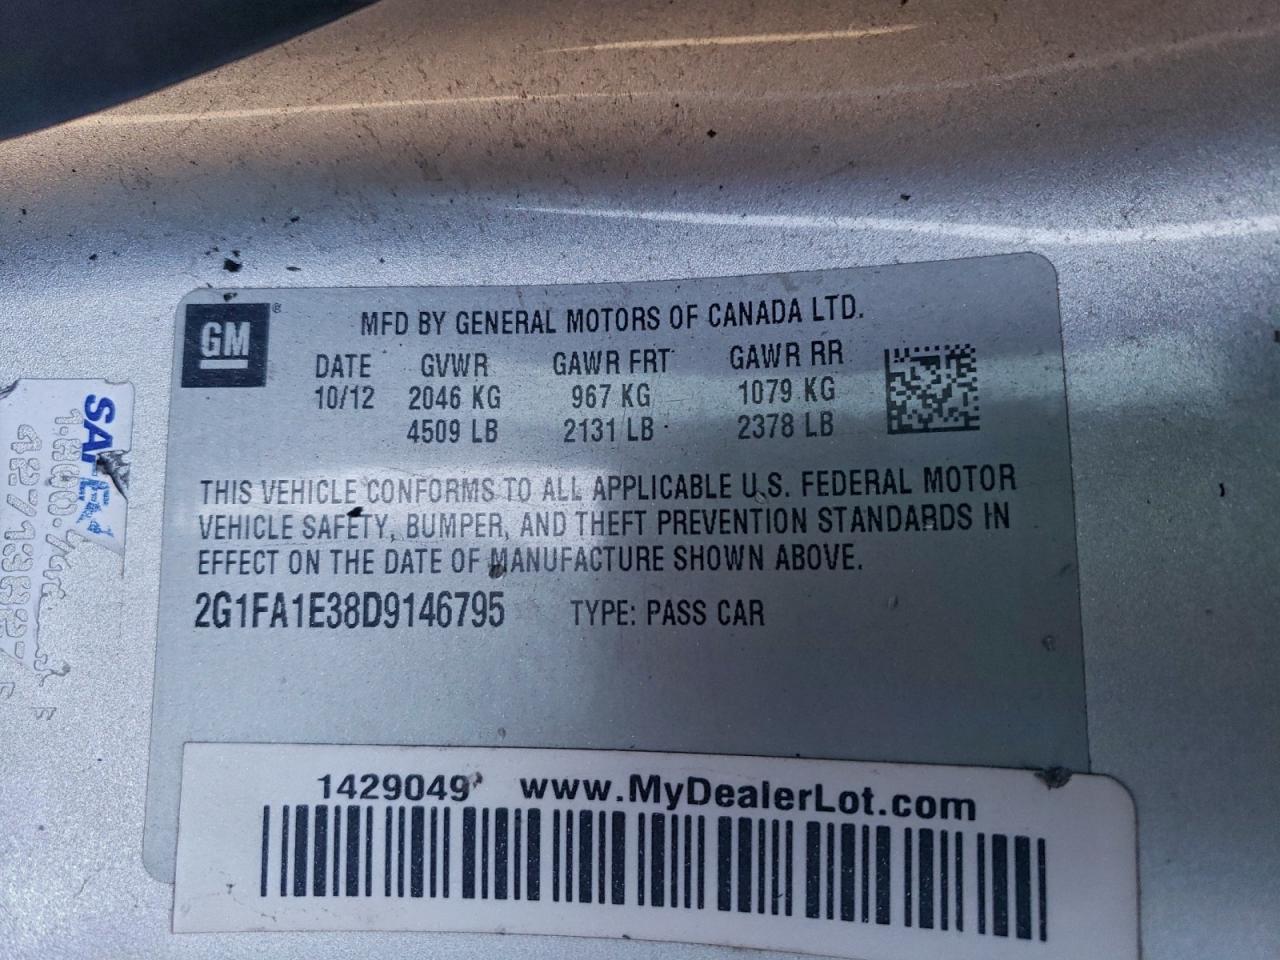 GM ®
MFD BY GENERAL MOTORS OF CANADA LTD.
DATE GVWR GAWR FRT GAWR RR
10/12 2046 KG 967 KG 1079 KG
4509 LB 2131 LB 2378 LB
THIS VEHICLE CONFORMS TO ALL APPLICABLE U.S. FEDERAL MOTOR
VEHICLE SAFETY, BUMPER, AND THEFT PREVENTION STANDARDS IN
EFFECT ON THE DATE OF MANUFACTURE SHOWN ABOVE.
2G1FA1E38D9146795 TYPE: PASS CAR
1429049 www.MyDealerLot.com